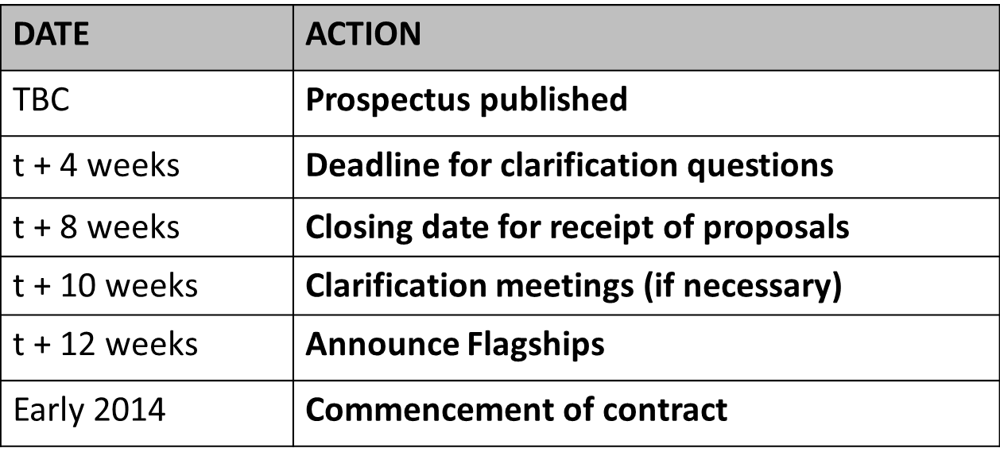 DATE ACTION
TBC Prospectus published
t + 4 weeks Deadline for clarification questions
t + 8 weeks Closing date for receipt of proposals
t + 10 weeks Clarification meetings (if necessary)
t + 12 weeks Announce Flagships
Early 2014 Commencement of contract